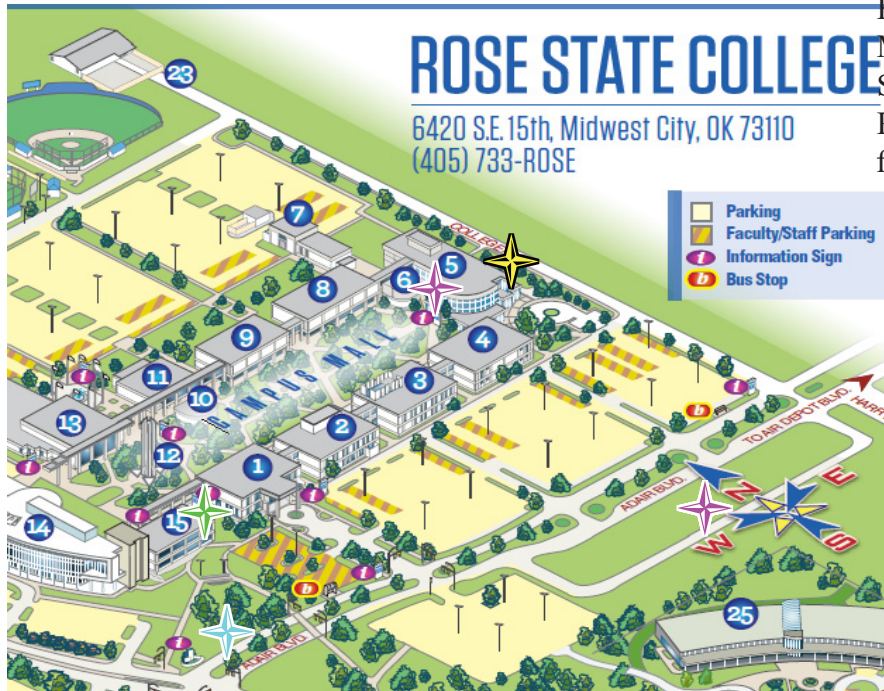 ROSE STATE COLLEGE
6420 S.E. 15th, Midwest City, OK 73110
(405) 733-ROSE
Parking
Faculty/Staff Parking
i Information Sign
b Bus Stop
23
7
COLLEGE
5
6
8
i
4
9
CAMPUS MALL
3
11
i
10
2
i
b
TO AIR DEPOT BLVD.
HARR
13
i
12
1
ADAIR BLVD.
N
E
W
S
i
i
i
14
15
i
b
25
i
ADAIR BLVD.